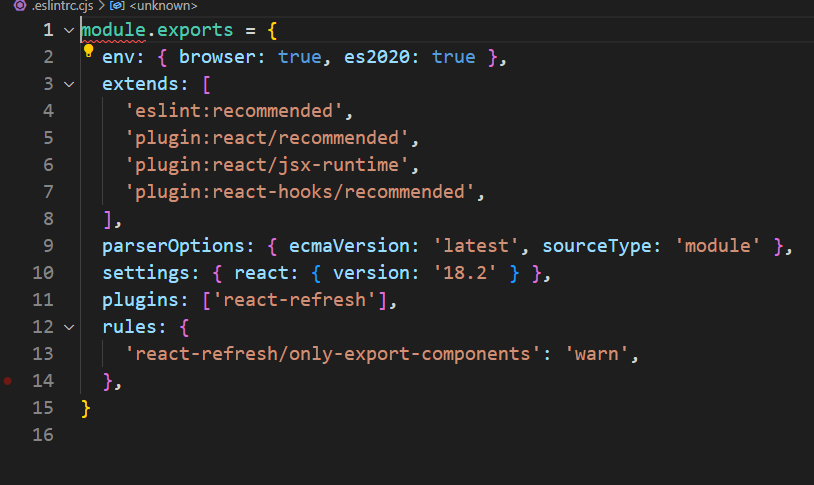 .eslintrc.cjs > <unknown>
1 module.exports = {
2 env: { browser: true, es2020: true },
3 extends: [
4 'eslint:recommended',
5 'plugin:react/recommended',
6 'plugin:react/jsx-runtime',
7 'plugin:react-hooks/recommended',
8 ],
9 parserOptions: { ecmaVersion: 'latest', sourceType: 'module' },
10 settings: { react: { version: '18.2' } },
11 plugins: ['react-refresh'],
12 rules: {
13 'react-refresh/only-export-components': 'warn',
14 },
15 }
16